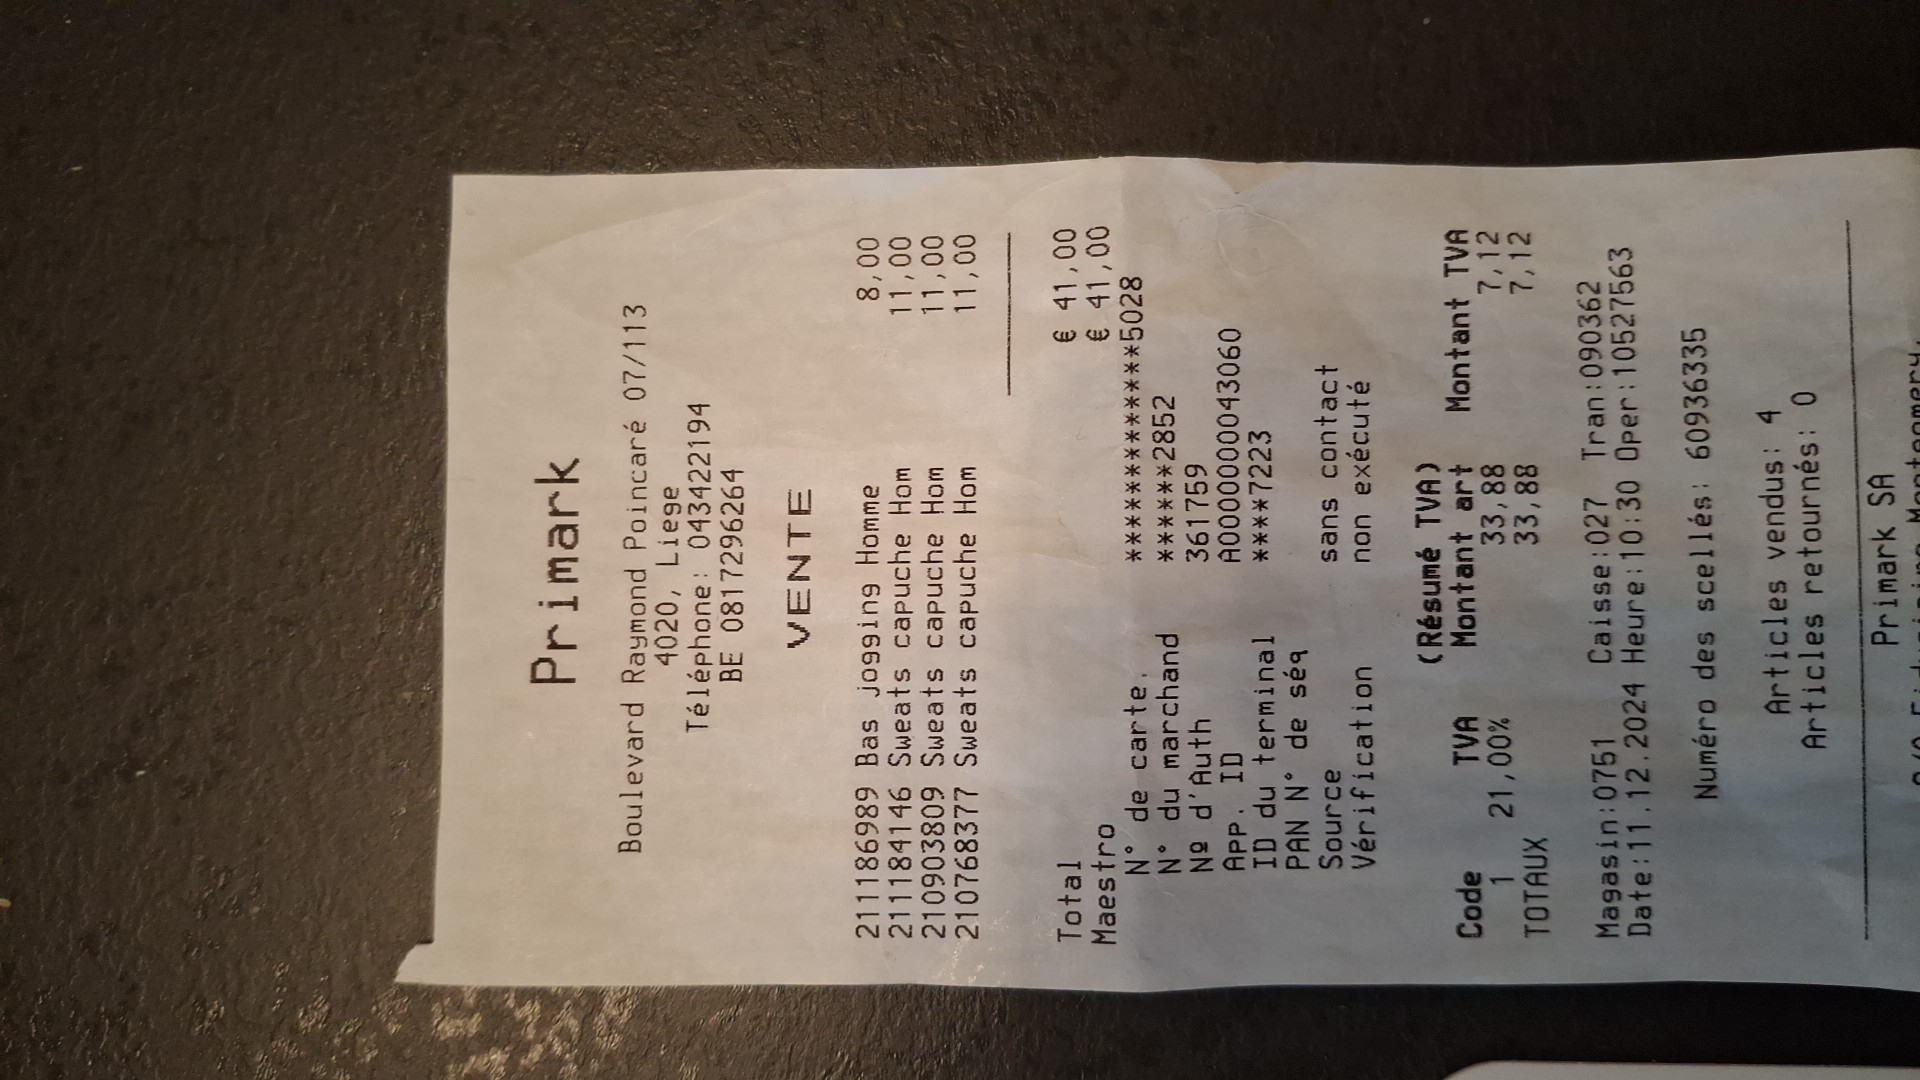 Primark
Boulevard Raymond Poincaré 07/113
4020, Liege
Téléphone: 043422194
BE 0817296264
VENTE
211186989 Bas jogging Homme 8,00
211184146 Sweats capuche Hom 11,00
210903809 Sweats capuche Hom 11,00
210768377 Sweats capuche Hom 11,00
Total € 41,00
Maestro € 41,00
N° de carte. ***************5028
N° du marchand ******2852
Nº d'Auth 361759
App. ID A0000000043060
ID du terminal ****7223
PAN N° de séq
Source sans contact
Vérification non exécuté
(Résumé TVA)
Code TVA Montant art Montant TVA
1 21,00% 33,88 7,12
TOTAUX 33,88 7,12
Magasin:0751 Caisse:027 Tran:090362
Date:11.12.2024 Heure:10:30 Oper:10527563
Numéro des scellés: 60936335
Articles vendus: 4
Articles retournés: 0
Primark SA